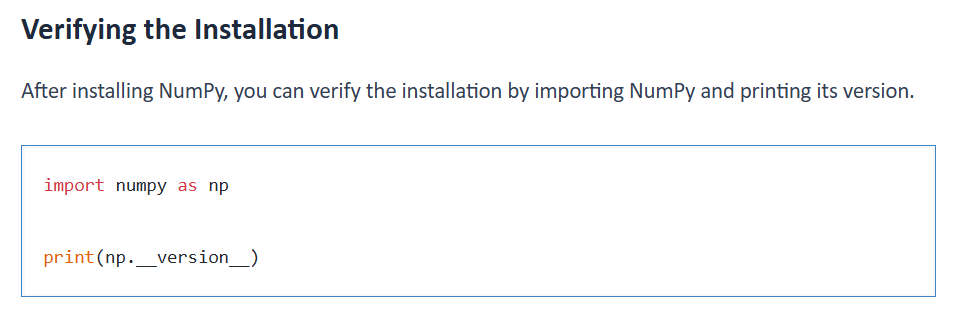 Verifying the Installation
After installing NumPy, you can verify the installation by importing NumPy and printing its version.
import numpy as np
print(np.__version__)